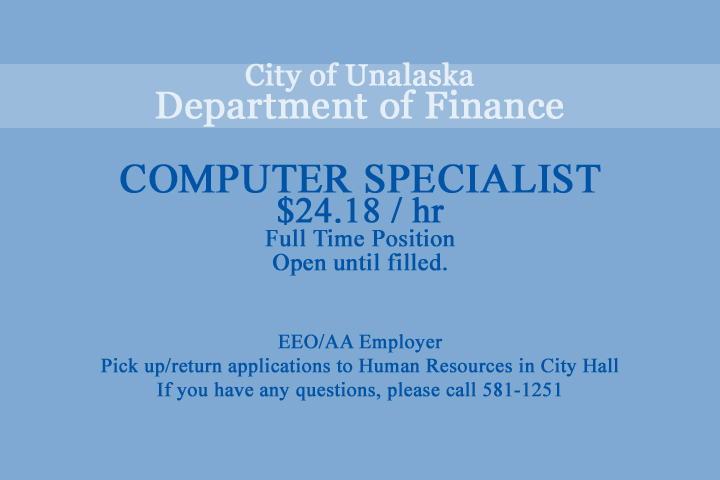 City of Unalaska
Department of Finance
COMPUTER SPECIALIST
$24.18 / hr
Full Time Position
Open until filled.
EEO/AA Employer
Pick up/return applications to Human Resources in City Hall
If you have any questions, please call 581-1251